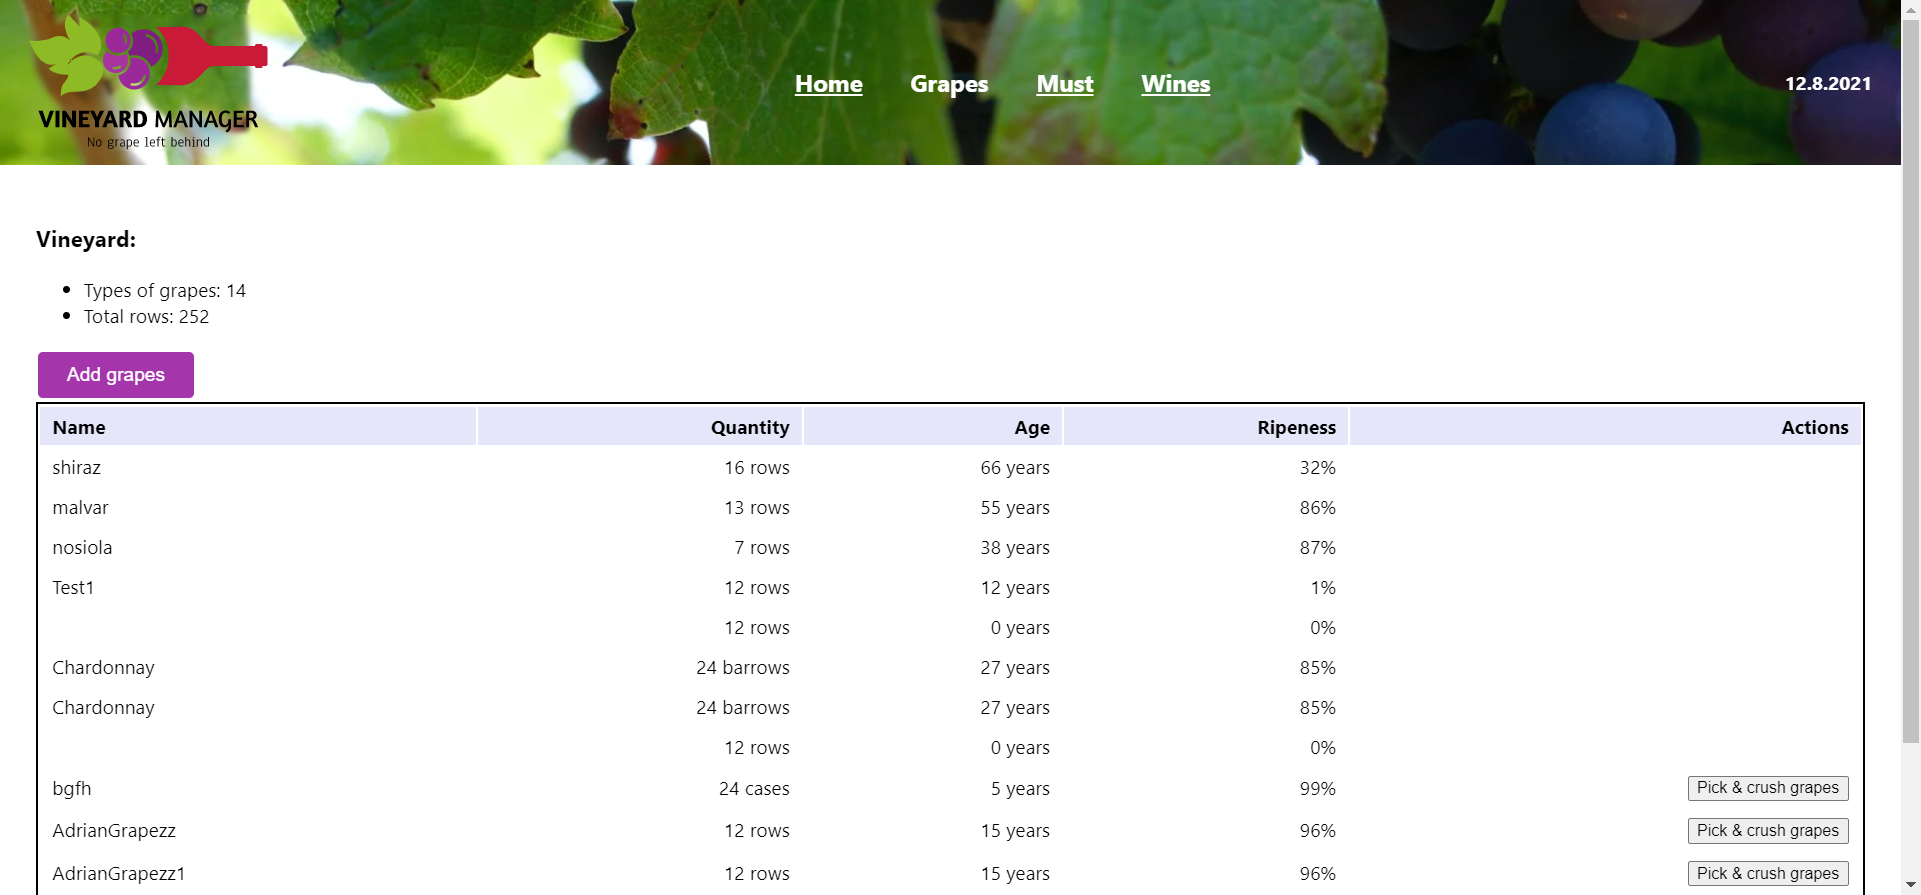 VINEYARD MANAGER
No grape left behind
Home Grapes Must Wines
12.8.2021
Vineyard:
Types of grapes: 14
Total rows: 252
Add grapes
Name Quantity Age Ripeness Actions
shiraz 16 rows 66 years 32%
malvar 13 rows 55 years 86%
nosiola 7 rows 38 years 87%
Test1 12 rows 12 years 1%
12 rows 0 years 0%
Chardonnay 24 barrows 27 years 85%
Chardonnay 24 barrows 27 years 85%
12 rows 0 years 0%
bgfh 24 cases 5 years 99% Pick & crush grapes
AdrianGrapezz 12 rows 15 years 96% Pick & crush grapes
AdrianGrapezz1 12 rows 15 years 96% Pick & crush grapes